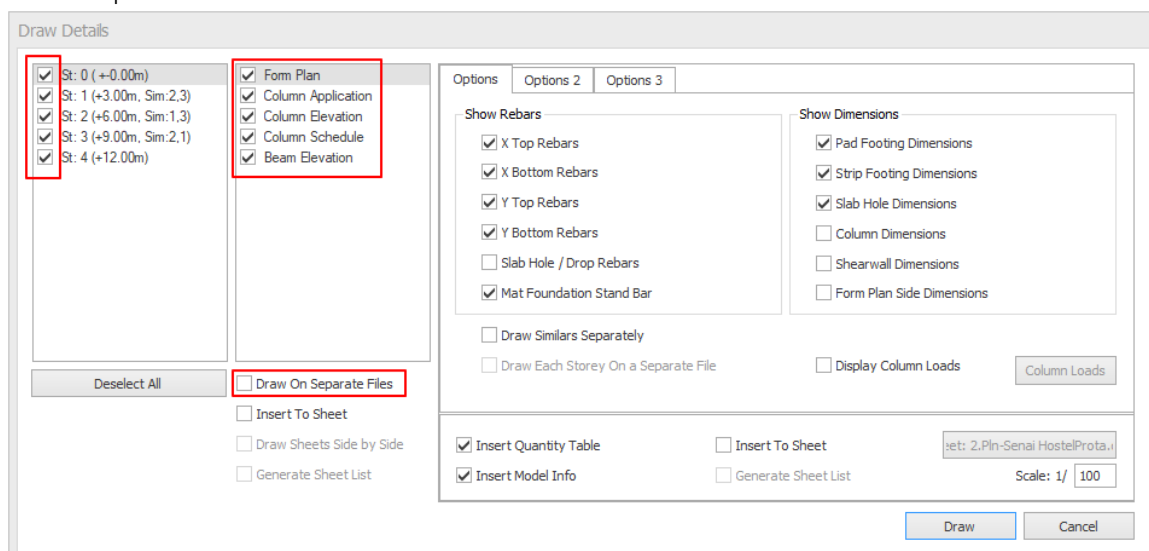 Draw Details
St: 0 ( +-0.00m)
St: 1 (+3.00m, Sim:2,3)
St: 2 (+6.00m, Sim:1,3)
St: 3 (+9.00m, Sim:2,1)
St: 4 (+12.00m)
Deselect All
Form Plan
Column Application
Column Elevation
Column Schedule
Beam Elevation
Draw On Separate Files
Insert To Sheet
Draw Sheets Side by Side
Generate Sheet List
Options Options 2 Options 3
Show Rebars
X Top Rebars
X Bottom Rebars
Y Top Rebars
Y Bottom Rebars
Slab Hole / Drop Rebars
Mat Foundation Stand Bar
Show Dimensions
Pad Footing Dimensions
Strip Footing Dimensions
Slab Hole Dimensions
Column Dimensions
Shearwall Dimensions
Form Plan Side Dimensions
Draw Similars Separately
Draw Each Storey On a Separate File
Display Column Loads
Column Loads
Insert Quantity Table
Insert To Sheet
2.Pln-Senai HostelProta.
Insert Model Info
Generate Sheet List
Scale: 1/ 100
Draw Cancel